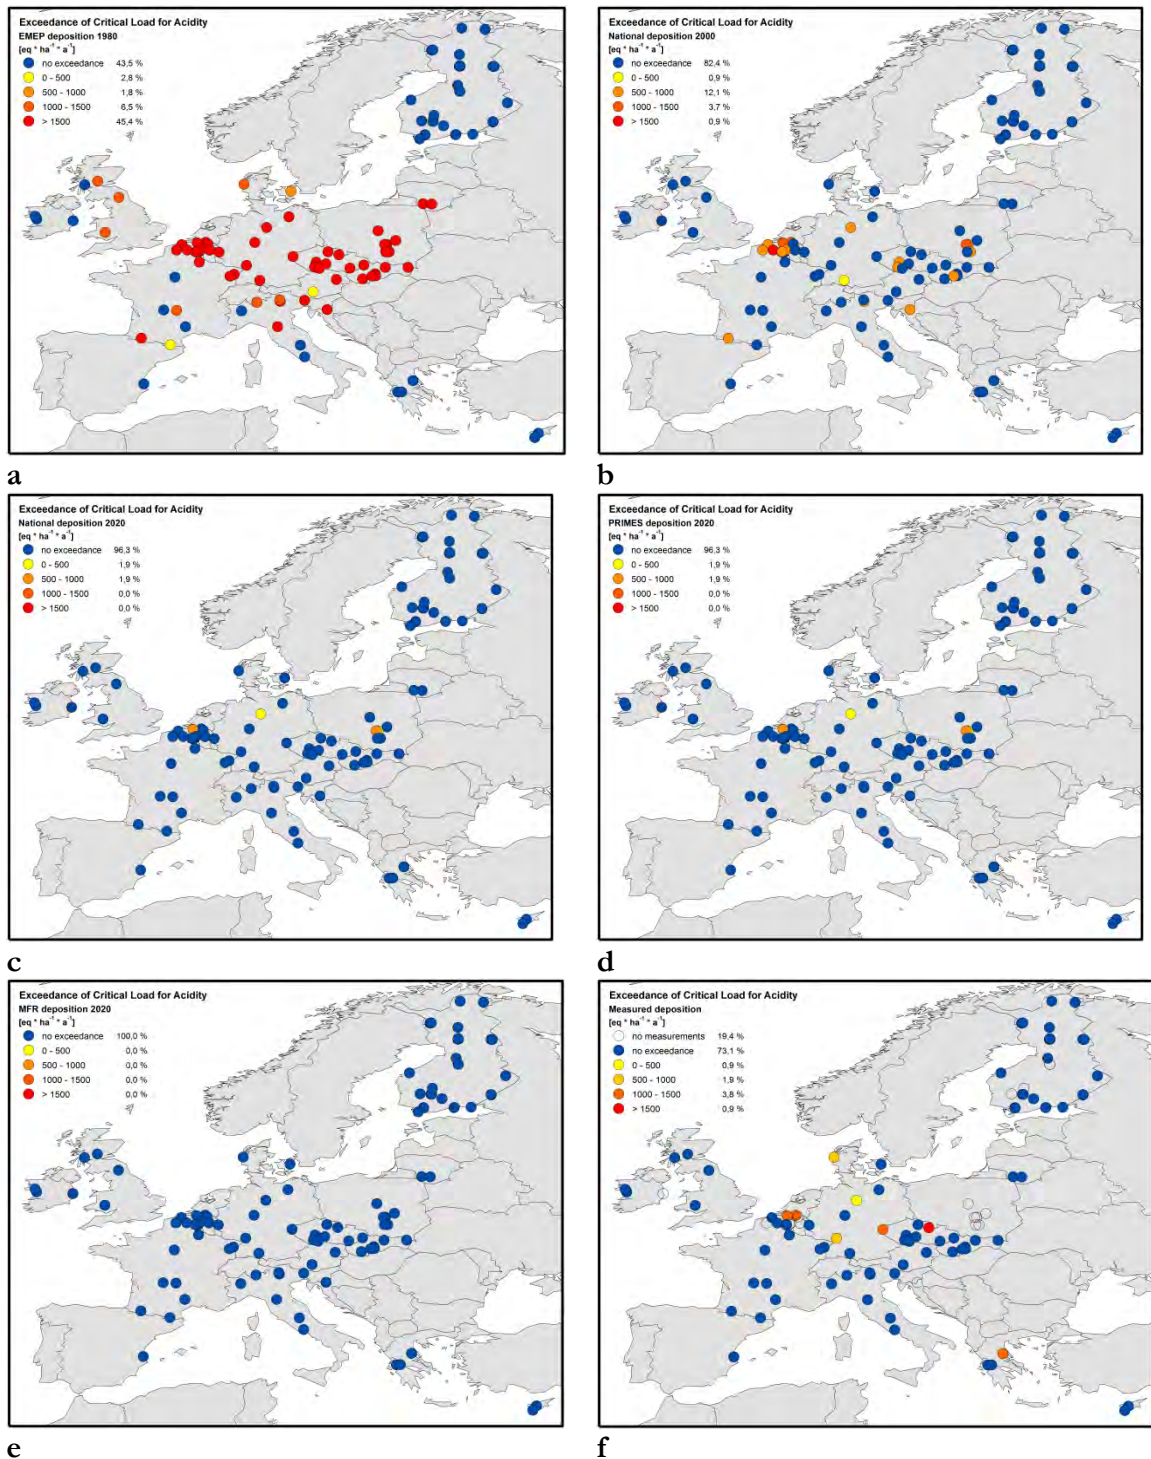 Exceedance of Critical Load for Acidity
EMEP deposition 1980
[eq * ha⁻¹ * a⁻¹]
no exceedance 43,5 %
0 - 500 2,8 %
500 - 1000 1,8 %
1000 - 1500 6,5 %
> 1500 45,4 %
a
Exceedance of Critical Load for Acidity
National deposition 2000
[eq * ha⁻¹ * a⁻¹]
no exceedance 82,4 %
0 - 500 0,9 %
500 - 1000 12,1 %
1000 - 1500 3,7 %
> 1500 0,9 %
b
Exceedance of Critical Load for Acidity
National deposition 2020
[eq * ha⁻¹ * a⁻¹]
no exceedance 96,3 %
0 - 500 1,9 %
500 - 1000 1,9 %
1000 - 1500 0,0 %
> 1500 0,0 %
c
Exceedance of Critical Load for Acidity
PRIMES deposition 2020
[eq * ha⁻¹ * a⁻¹]
no exceedance 96,3 %
0 - 500 1,9 %
500 - 1000 1,9 %
1000 - 1500 0,0 %
> 1500 0,0 %
d
Exceedance of Critical Load for Acidity
MFR deposition 2020
[eq * ha⁻¹ * a⁻¹]
no exceedance 100,0 %
0 - 500 0,0 %
500 - 1000 0,0 %
1000 - 1500 0,0 %
> 1500 0,0 %
e
Exceedance of Critical Load for Acidity
Measured deposition
[eq * ha⁻¹ * a⁻¹]
no measurements 19,4 %
no exceedance 73,1 %
0 - 500 0,9 %
500 - 1000 1,9 %
1000 - 1500 3,8 %
> 1500 0,9 %
f